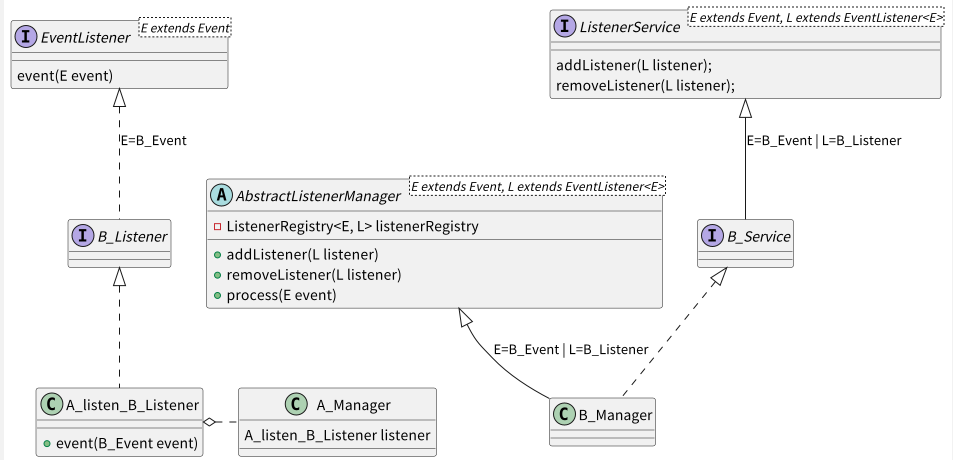 I EventListener
E extends Event
event(E event)
I ListenerService
E extends Event, L extends EventListener<E>
addListener(L listener);
removeListener(L listener);
E=B_Event
E=B_Event | L=B_Listener
A AbstractListenerManager
E extends Event, L extends EventListener<E>
ListenerRegistry<E, L> listenerRegistry
addListener(L listener)
removeListener(L listener)
process(E event)
I B_Listener
I B_Service
E=B_Event | L=B_Listener
C A_listen_B_Listener
event(B_Event event)
C A_Manager
A_listen_B_Listener listener
C B_Manager